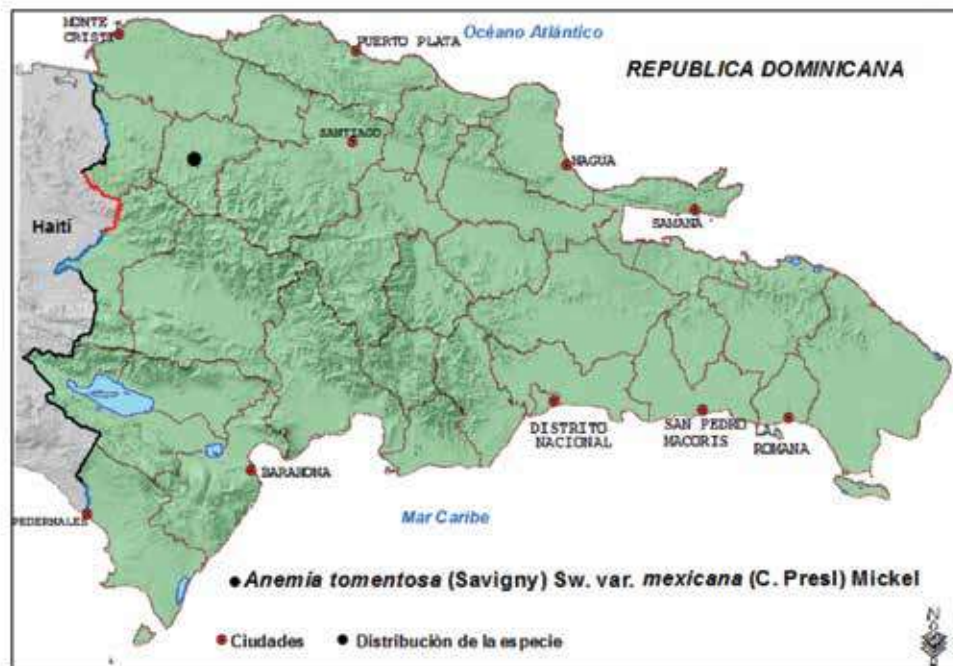 MONTE
CRISTI
PUERTO PLATA
Océano Atlántico
REPUBLICA DOMINICANA
SANTIAGO
NAGUA
SAMANA
Haití
DISTRITO
NACIONAL
SAN PEDRO
MACORIS
LA
ROMANA
BARAHONA
PEDERNALES
Mar Caribe
Anemia tomentosa (Savigny) Sw. var. mexicana (C. Presl) Mickel
Ciudades
Distribuciòn de la especie
N